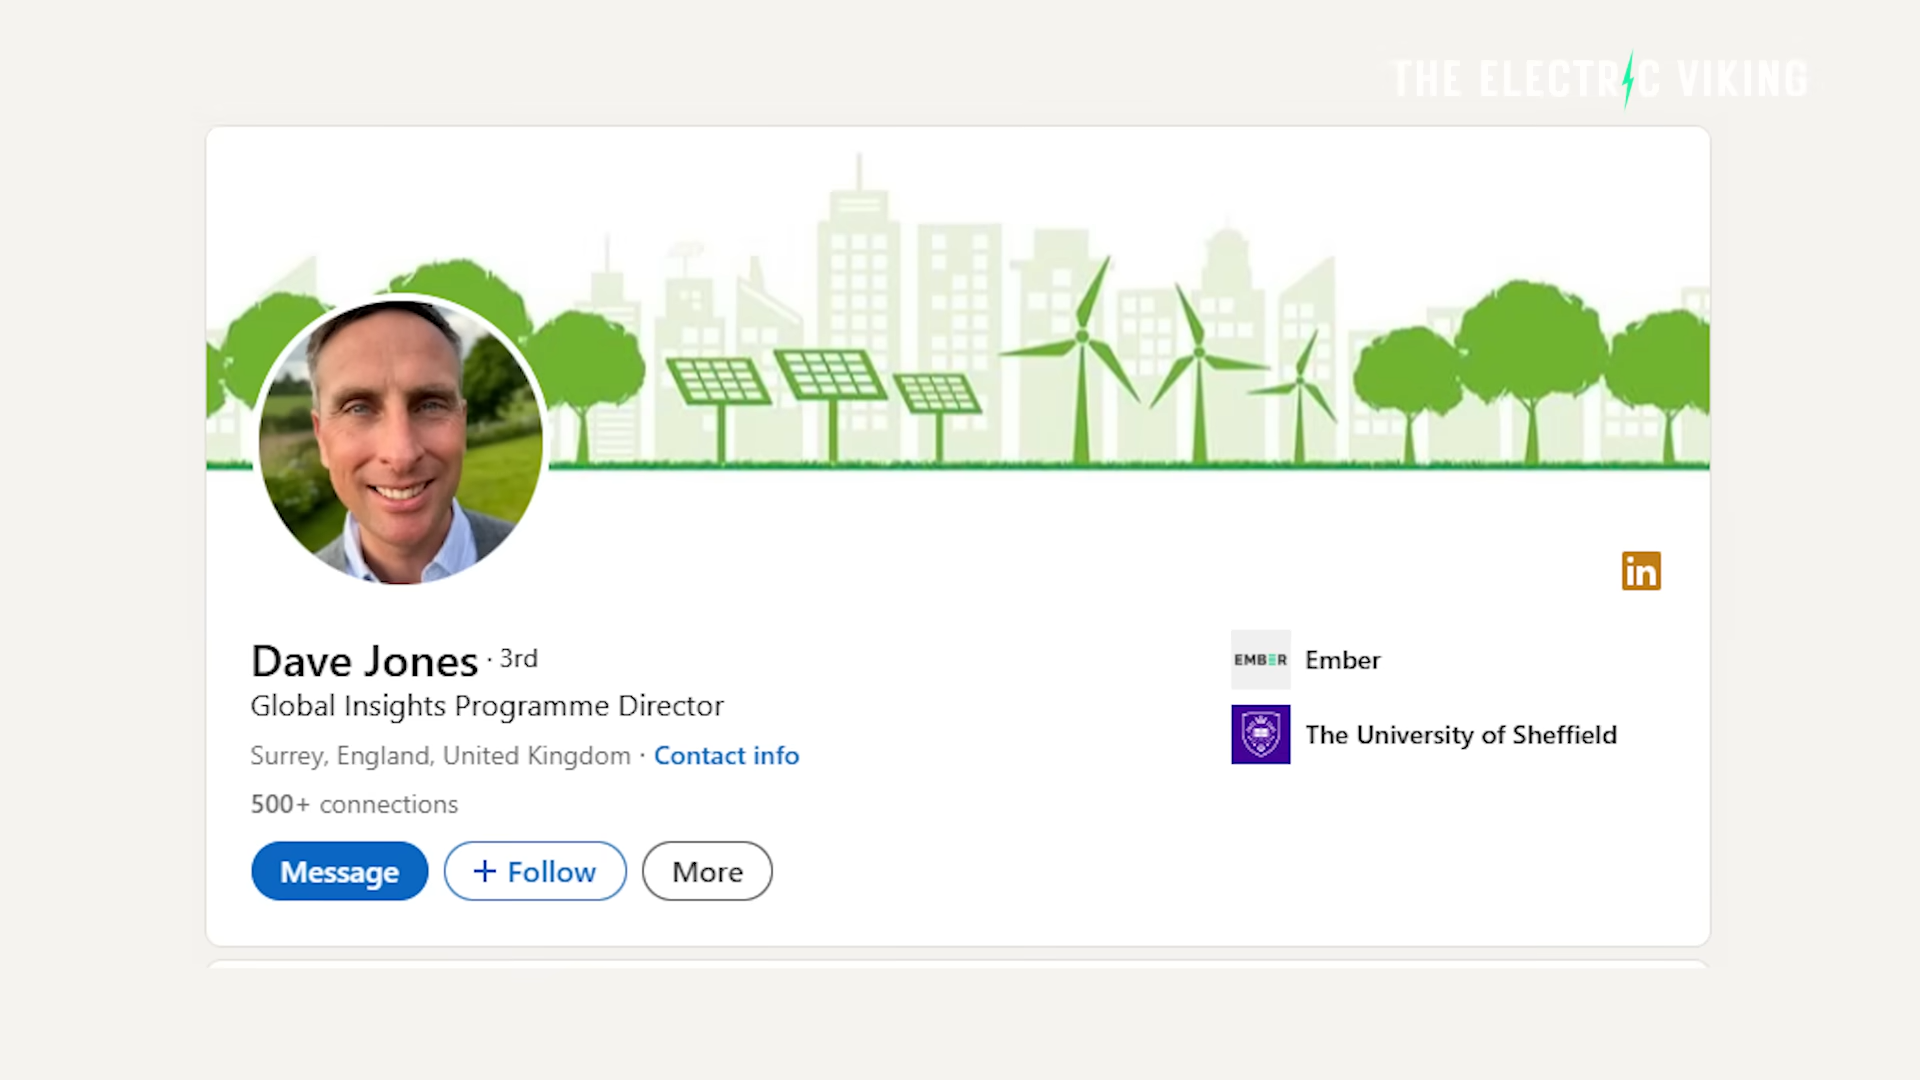 THE ELECTRIC VIKING
in
Dave Jones · 3rd
Global Insights Programme Director
Surrey, England, United Kingdom · Contact info
500+ connections
Message
+ Follow
More
EMBER Ember
The University of Sheffield